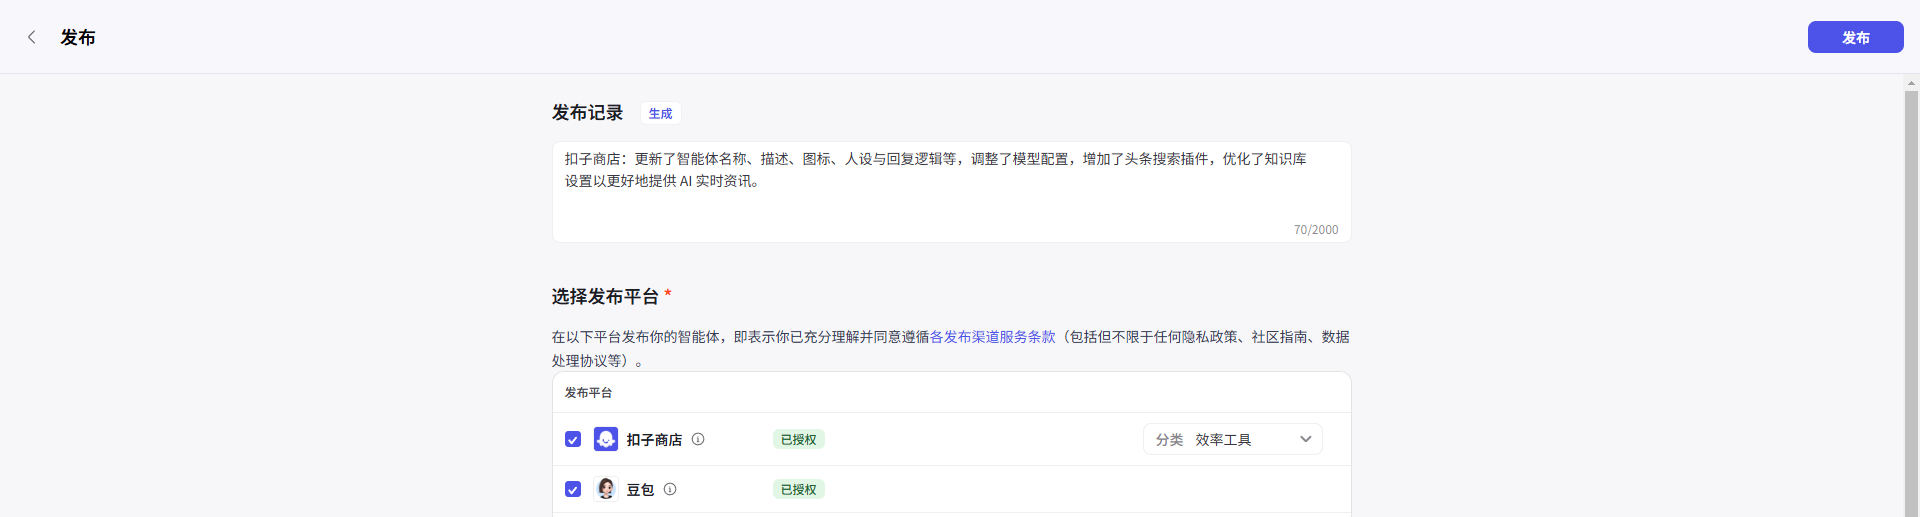 发布
发布
发布记录
生成
扣子商店：更新了智能体名称、描述、图标、人设与回复逻辑等，调整了模型配置，增加了头条搜索插件，优化了知识库
设置以更好地提供 AI 实时资讯。
70/2000
选择发布平台 *
在以下平台发布你的智能体，即表示你已充分理解并同意遵循各发布渠道服务条款（包括但不限于任何隐私政策、社区指南、数据
处理协议等）。
发布平台
扣子商店
已授权
分类 效率工具
豆包
已授权